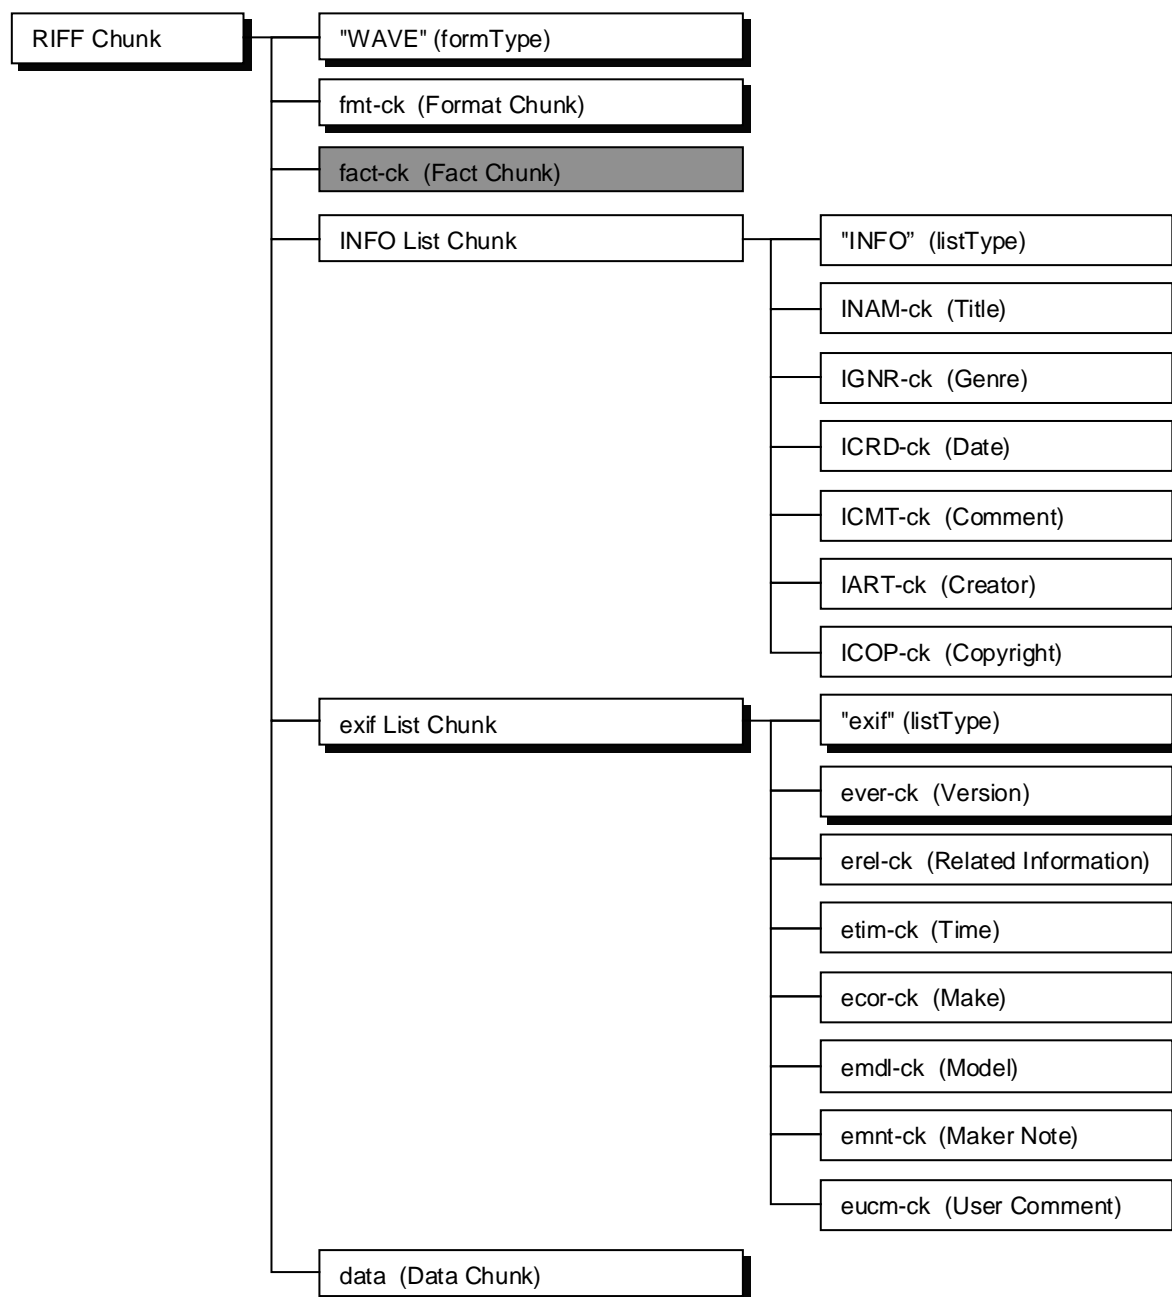 RIFF Chunk
"WAVE" (formType)
fmt-ck (Format Chunk)
fact-ck (Fact Chunk)
INFO List Chunk
"INFO” (listType)
INAM-ck (Title)
IGNR-ck (Genre)
ICRD-ck (Date)
ICMT-ck (Comment)
IART-ck (Creator)
ICOP-ck (Copyright)
exif List Chunk
"exif" (listType)
ever-ck (Version)
erel-ck (Related Information)
etim-ck (Time)
ecor-ck (Make)
emdl-ck (Model)
emnt-ck (Maker Note)
eucm-ck (User Comment)
data (Data Chunk)